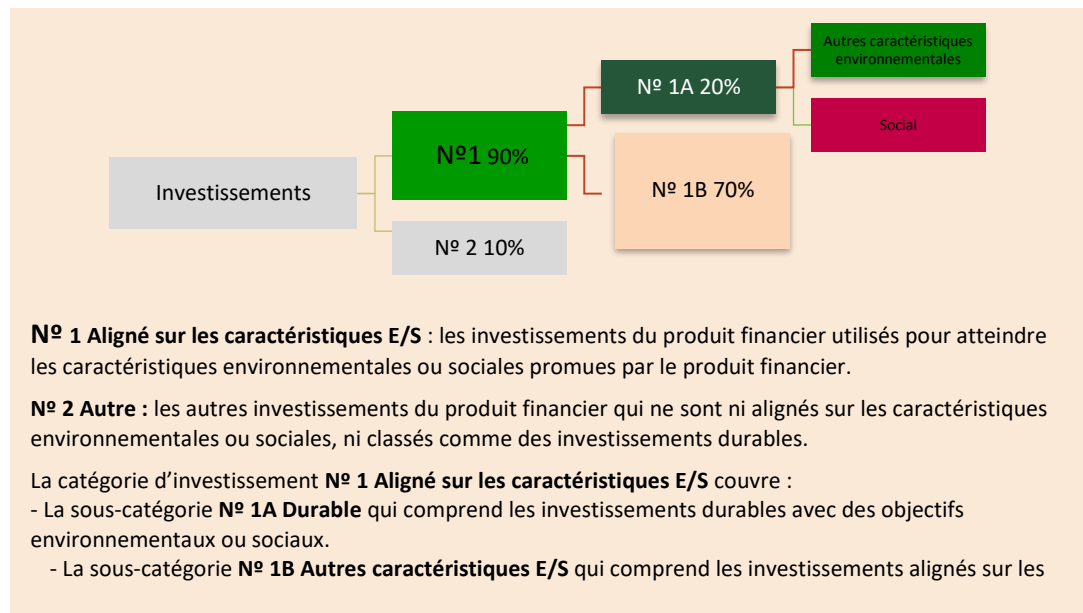 Autres caractéristiques
environnementales
Nº 1A 20%
Nº1 90%
Social
Investissements
Nº 1B 70%
Nº 2 10%
Nº 1 Aligné sur les caractéristiques E/S : les investissements du produit financier utilisés pour atteindre
les caractéristiques environnementales ou sociales promues par le produit financier.
Nº 2 Autre : les autres investissements du produit financier qui ne sont ni alignés sur les caractéristiques
environnementales ou sociales, ni classés comme des investissements durables.
La catégorie d’investissement Nº 1 Aligné sur les caractéristiques E/S couvre :
- La sous-catégorie Nº 1A Durable qui comprend les investissements durables avec des objectifs
environnementaux ou sociaux.
- La sous-catégorie Nº 1B Autres caractéristiques E/S qui comprend les investissements alignés sur les